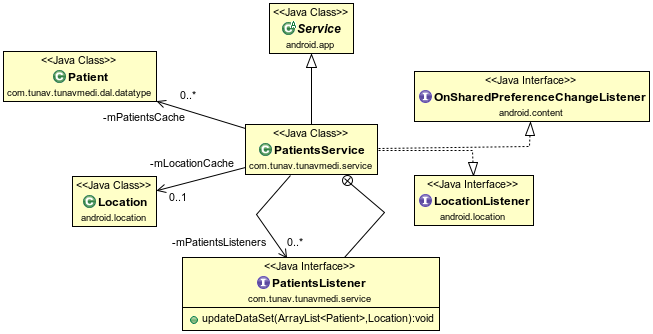 <<Java Class>>
Service
android.app
<<Java Class>>
Patient
com.tunav.tunavmedi.dal.datatype
0..*
-mPatientsCache
<<Java Interface>>
OnSharedPreferenceChangeListener
android.content
<<Java Class>>
PatientsService
com.tunav.tunavmedi.service
-mLocationCache
0..1
<<Java Class>>
Location
android.location
<<Java Interface>>
LocationListener
android.location
-mPatientsListeners
0..*
<<Java Interface>>
PatientsListener
com.tunav.tunavmedi.service
updateDataSet(ArrayList<Patient>,Location):void